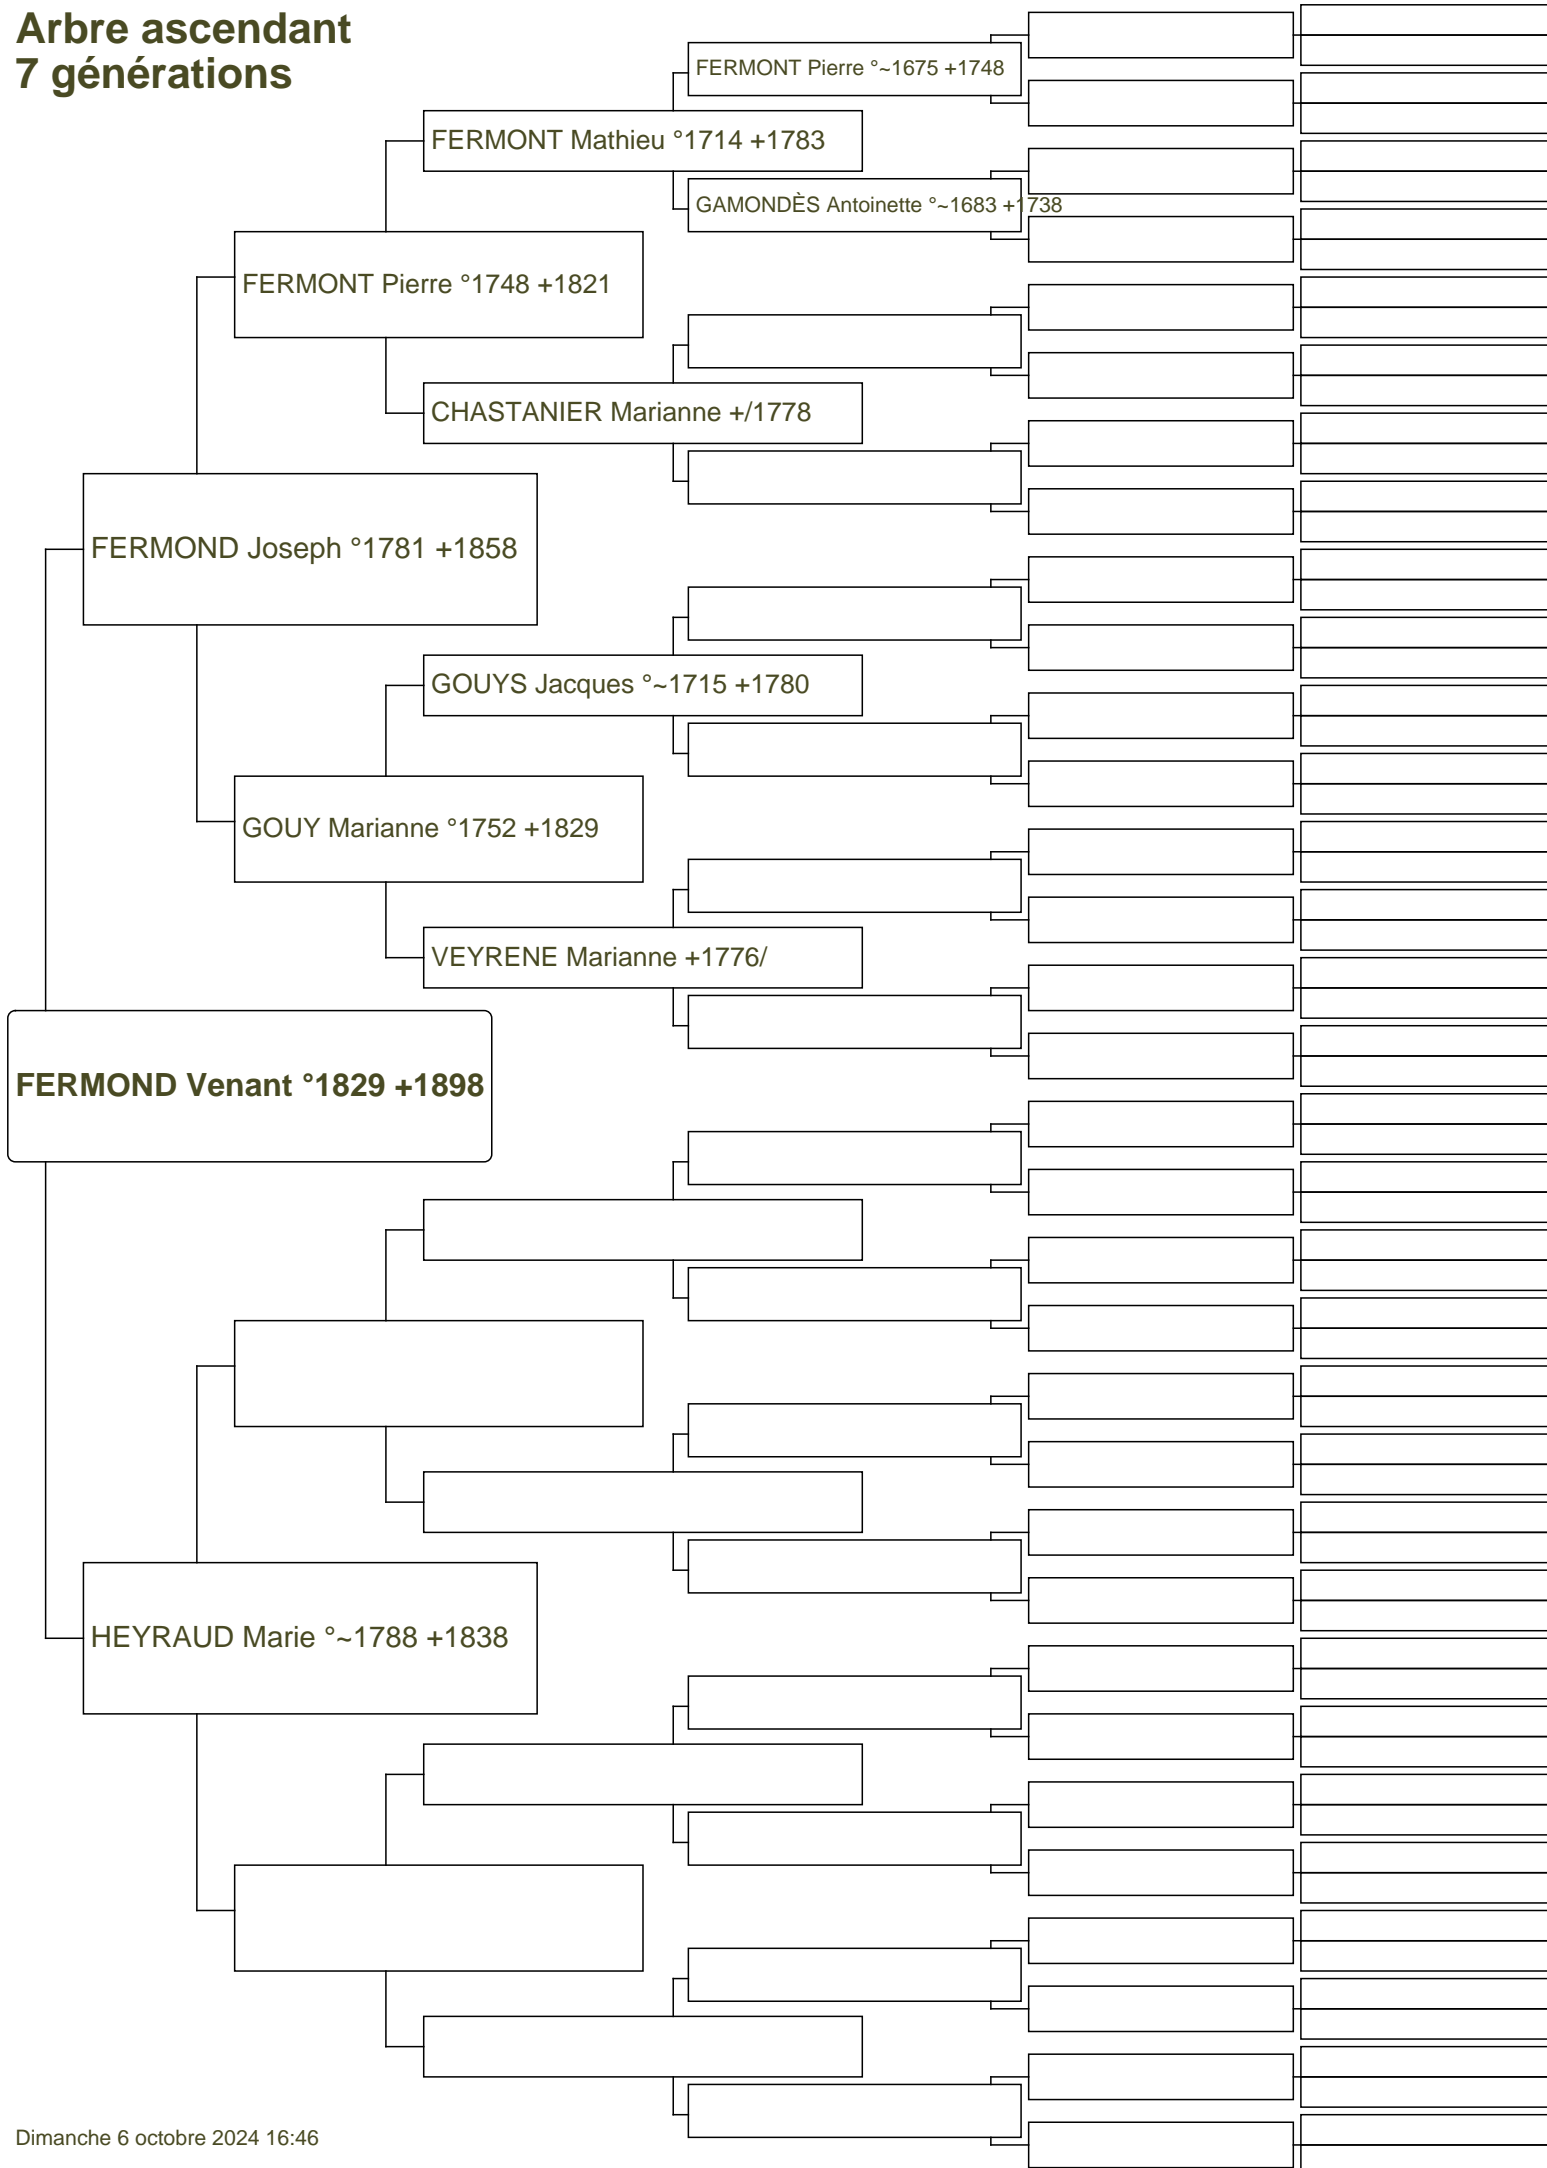 Arbre ascendant
7 générations
FERMONT Pierre °~1675 +1748
FERMONT Mathieu °1714 +1783
GAMONDÈS Antoinette °~1683 +1738
FERMONT Pierre °1748 +1821
CHASTANIER Marianne +/1778
FERMOND Joseph °1781 +1858
GOUYS Jacques °~1715 +1780
GOUY Marianne °1752 +1829
VEYRENE Marianne +1776/
FERMOND Venant °1829 +1898
HEYRAUD Marie °~1788 +1838
Dimanche 6 octobre 2024 16:46